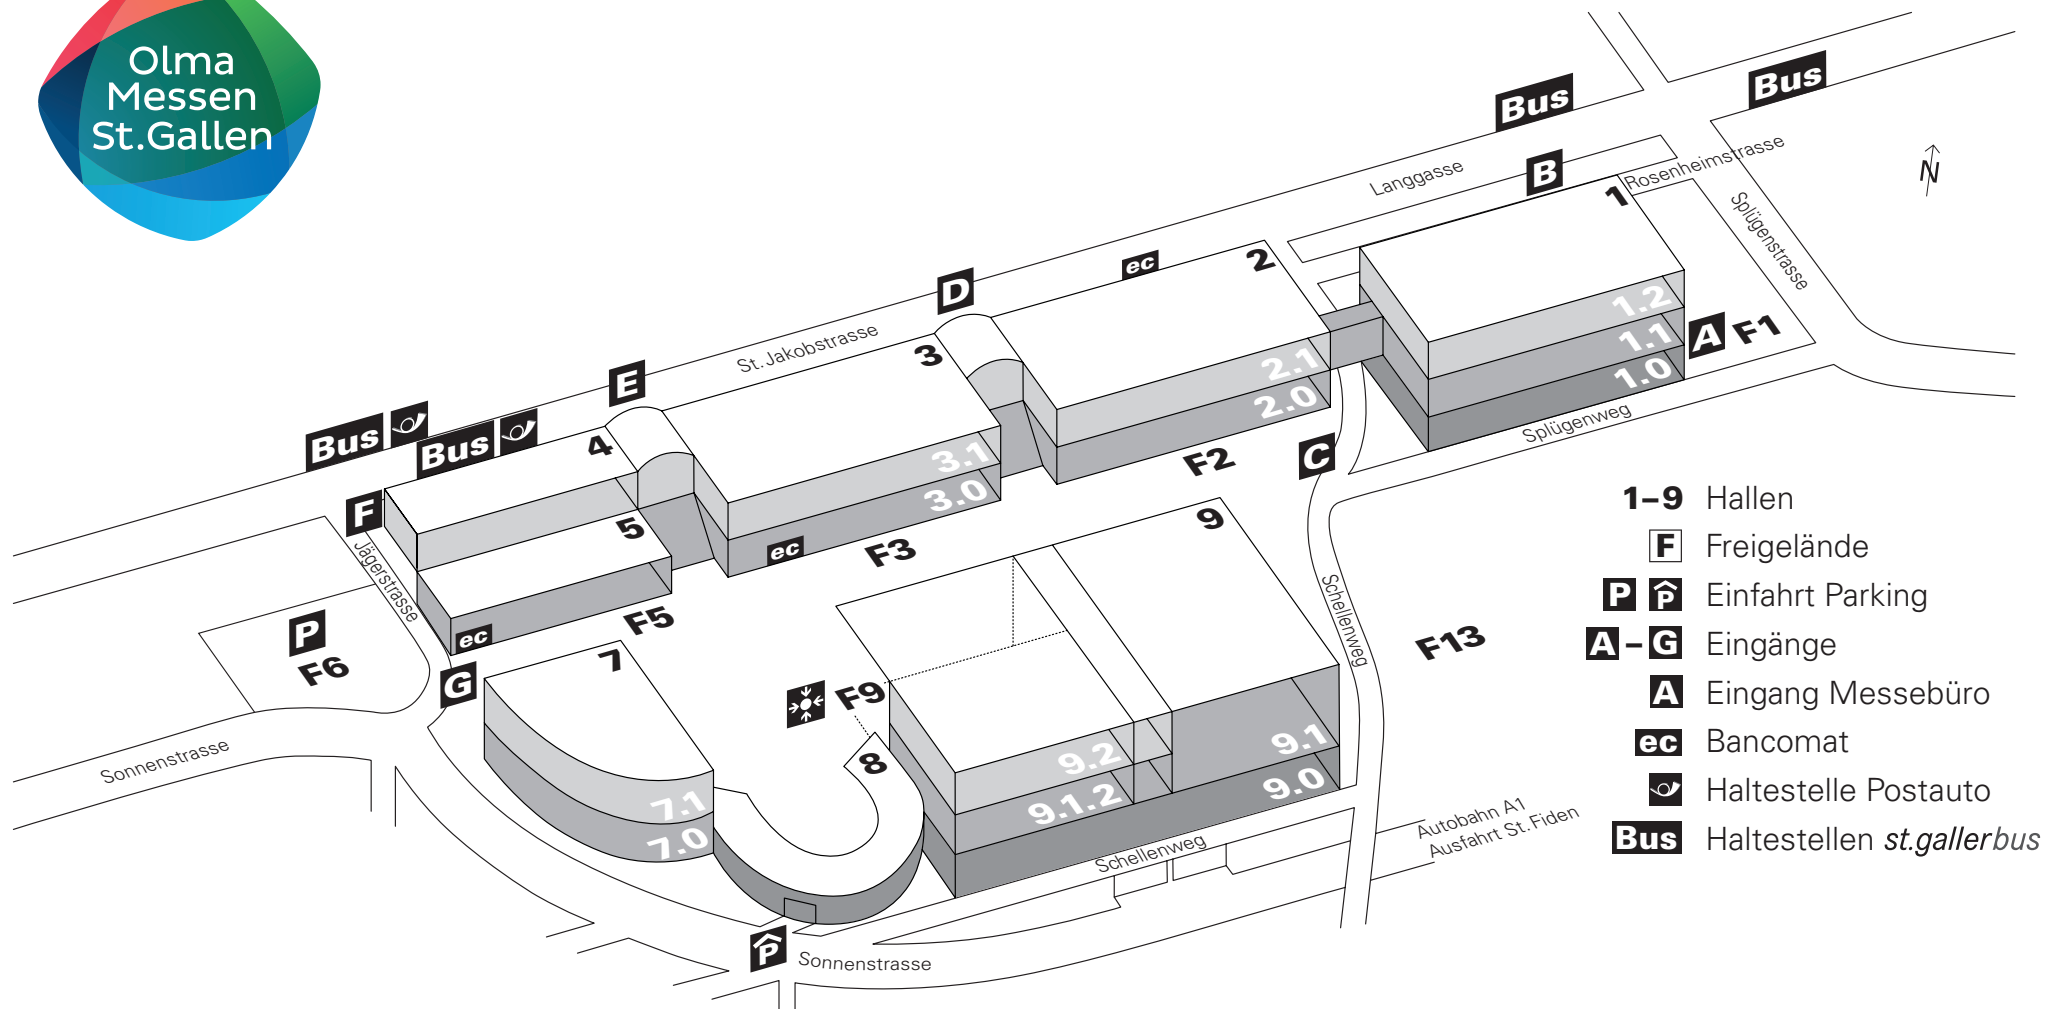 Olma
Messen
St.Gallen
Bus
Bus
Langgasse
B
Rosenheimstrasse
N
1
Splügenstrasse
ec
2
D
1.2
1.1
A
F1
1.0
St. Jakobstrasse
3
2.1
2.0
E
Bus
Bus
4
Splügenweg
3.1
3.0
F2
C
F
Jägerstrasse
5
ec
F3
9
ec
F5
P
F6
7
G
F9
Schellenweg
F13
8
Sonnenstrasse
9.2
9.1
9.1.2
9.0
7.1
7.0
Schellenweg
Autobahn A1
Ausfahrt St. Fiden
P
Sonnenstrasse
1–9 Hallen
F Freigelände
P P Einfahrt Parking
A – G Eingänge
A Eingang Messebüro
ec Bancomat
Haltestelle Postauto
Bus Haltestellen st.gallerbus